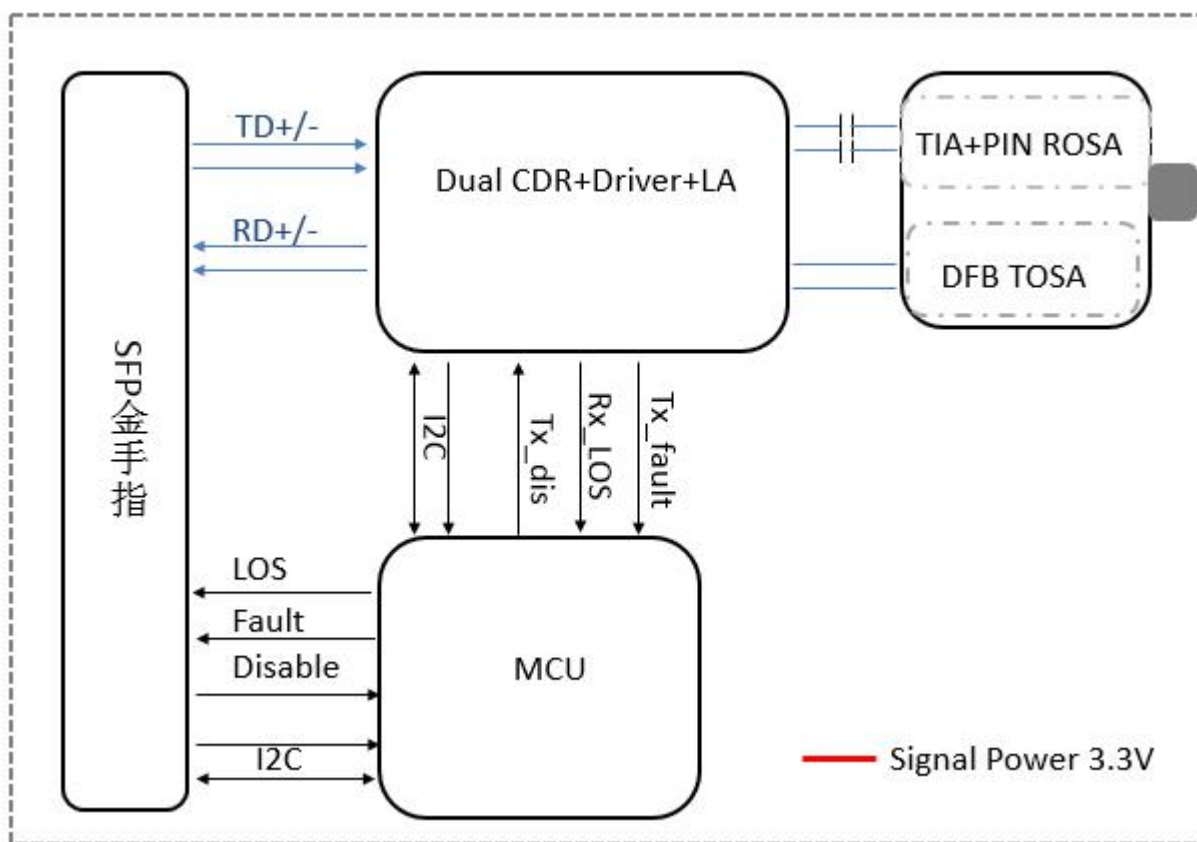 TD+/-
Dual CDR+Driver+LA
TIA+PIN ROSA
RD+/-
DFB TOSA
SFP金手指
I2C
Tx_dis
Rx_LOS
Tx_fault
LOS
Fault
Disable
MCU
I2C
Signal Power 3.3V